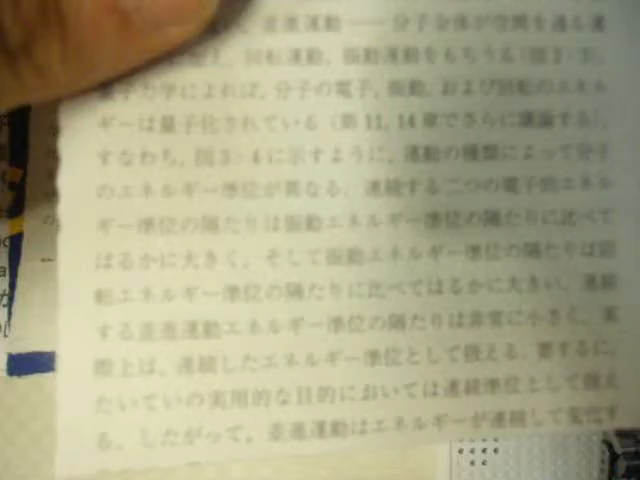 並進運動――分子全体が空間を通る運
回転運動，振動運動をもちうる（図3・3）．
量子力学によれば，分子の電子，振動，および回転のエネル
ギーは量子化されている（第11，14章でさらに議論する）．
すなわち，図3・4に示すように，運動の種類によって分子
のエネルギー準位が異なる．連続する二つの電子的エネル
ギー準位の隔たりは振動エネルギー準位の隔たりに比べて
はるかに大きく，そして振動エネルギー準位の隔たりは回
転エネルギー準位の隔たりに比べてはるかに大きい．連続
する並進運動エネルギー準位の隔たりは非常に小さく，実
際上は，連続したエネルギー準位として扱える．要するに，
たいていの実用的な目的においては連続準位として扱え
る．したがって，並進運動はエネルギーが連続して変化す